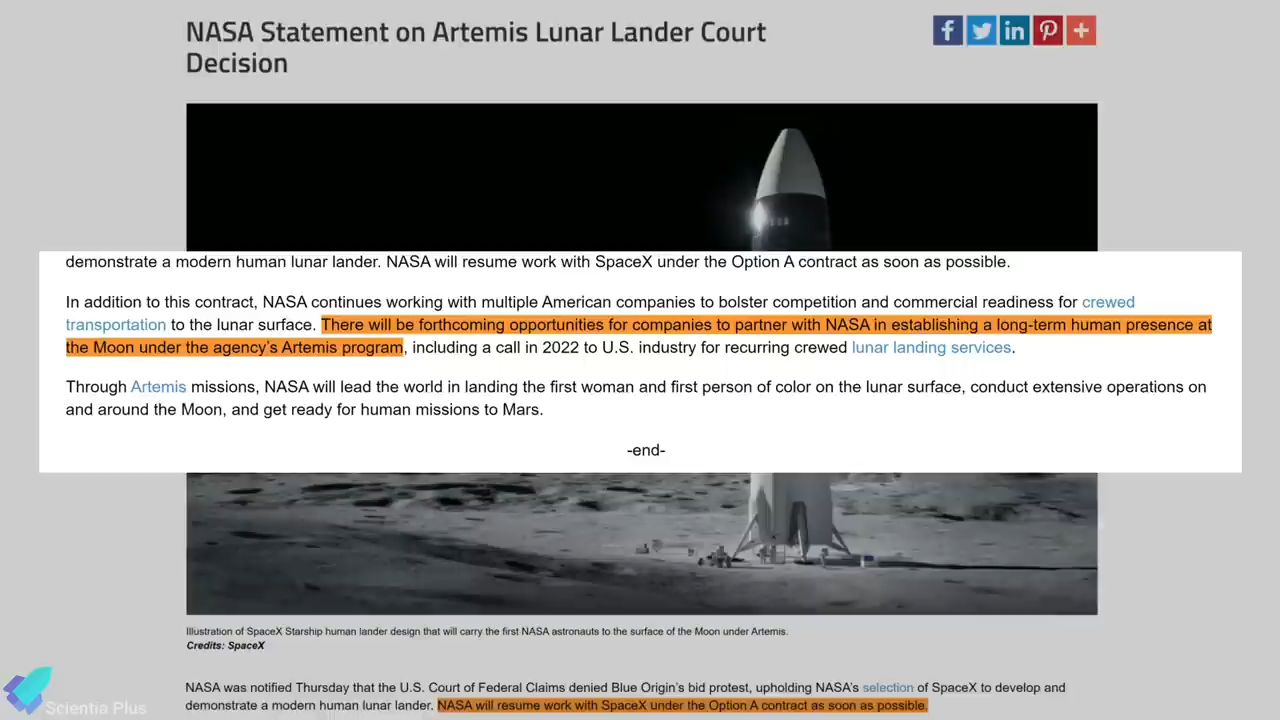 NASA Statement on Artemis Lunar Lander Court
Decision
demonstrate a modern human lunar lander. NASA will resume work with SpaceX under the Option A contract as soon as possible.
In addition to this contract, NASA continues working with multiple American companies to bolster competition and commercial readiness for crewed
transportation to the lunar surface. There will be forthcoming opportunities for companies to partner with NASA in establishing a long-term human presence at
the Moon under the agency’s Artemis program, including a call in 2022 to U.S. industry for recurring crewed lunar landing services.
Through Artemis missions, NASA will lead the world in landing the first woman and first person of color on the lunar surface, conduct extensive operations on
and around the Moon, and get ready for human missions to Mars.
-end-
Illustration of SpaceX Starship human lander design that will carry the first NASA astronauts to the surface of the Moon under Artemis.
Credits: SpaceX
NASA was notified Thursday that the U.S. Court of Federal Claims denied Blue Origin’s bid protest, upholding NASA’s selection of SpaceX to develop and
demonstrate a modern human lunar lander. NASA will resume work with SpaceX under the Option A contract as soon as possible.
Scientia Plus